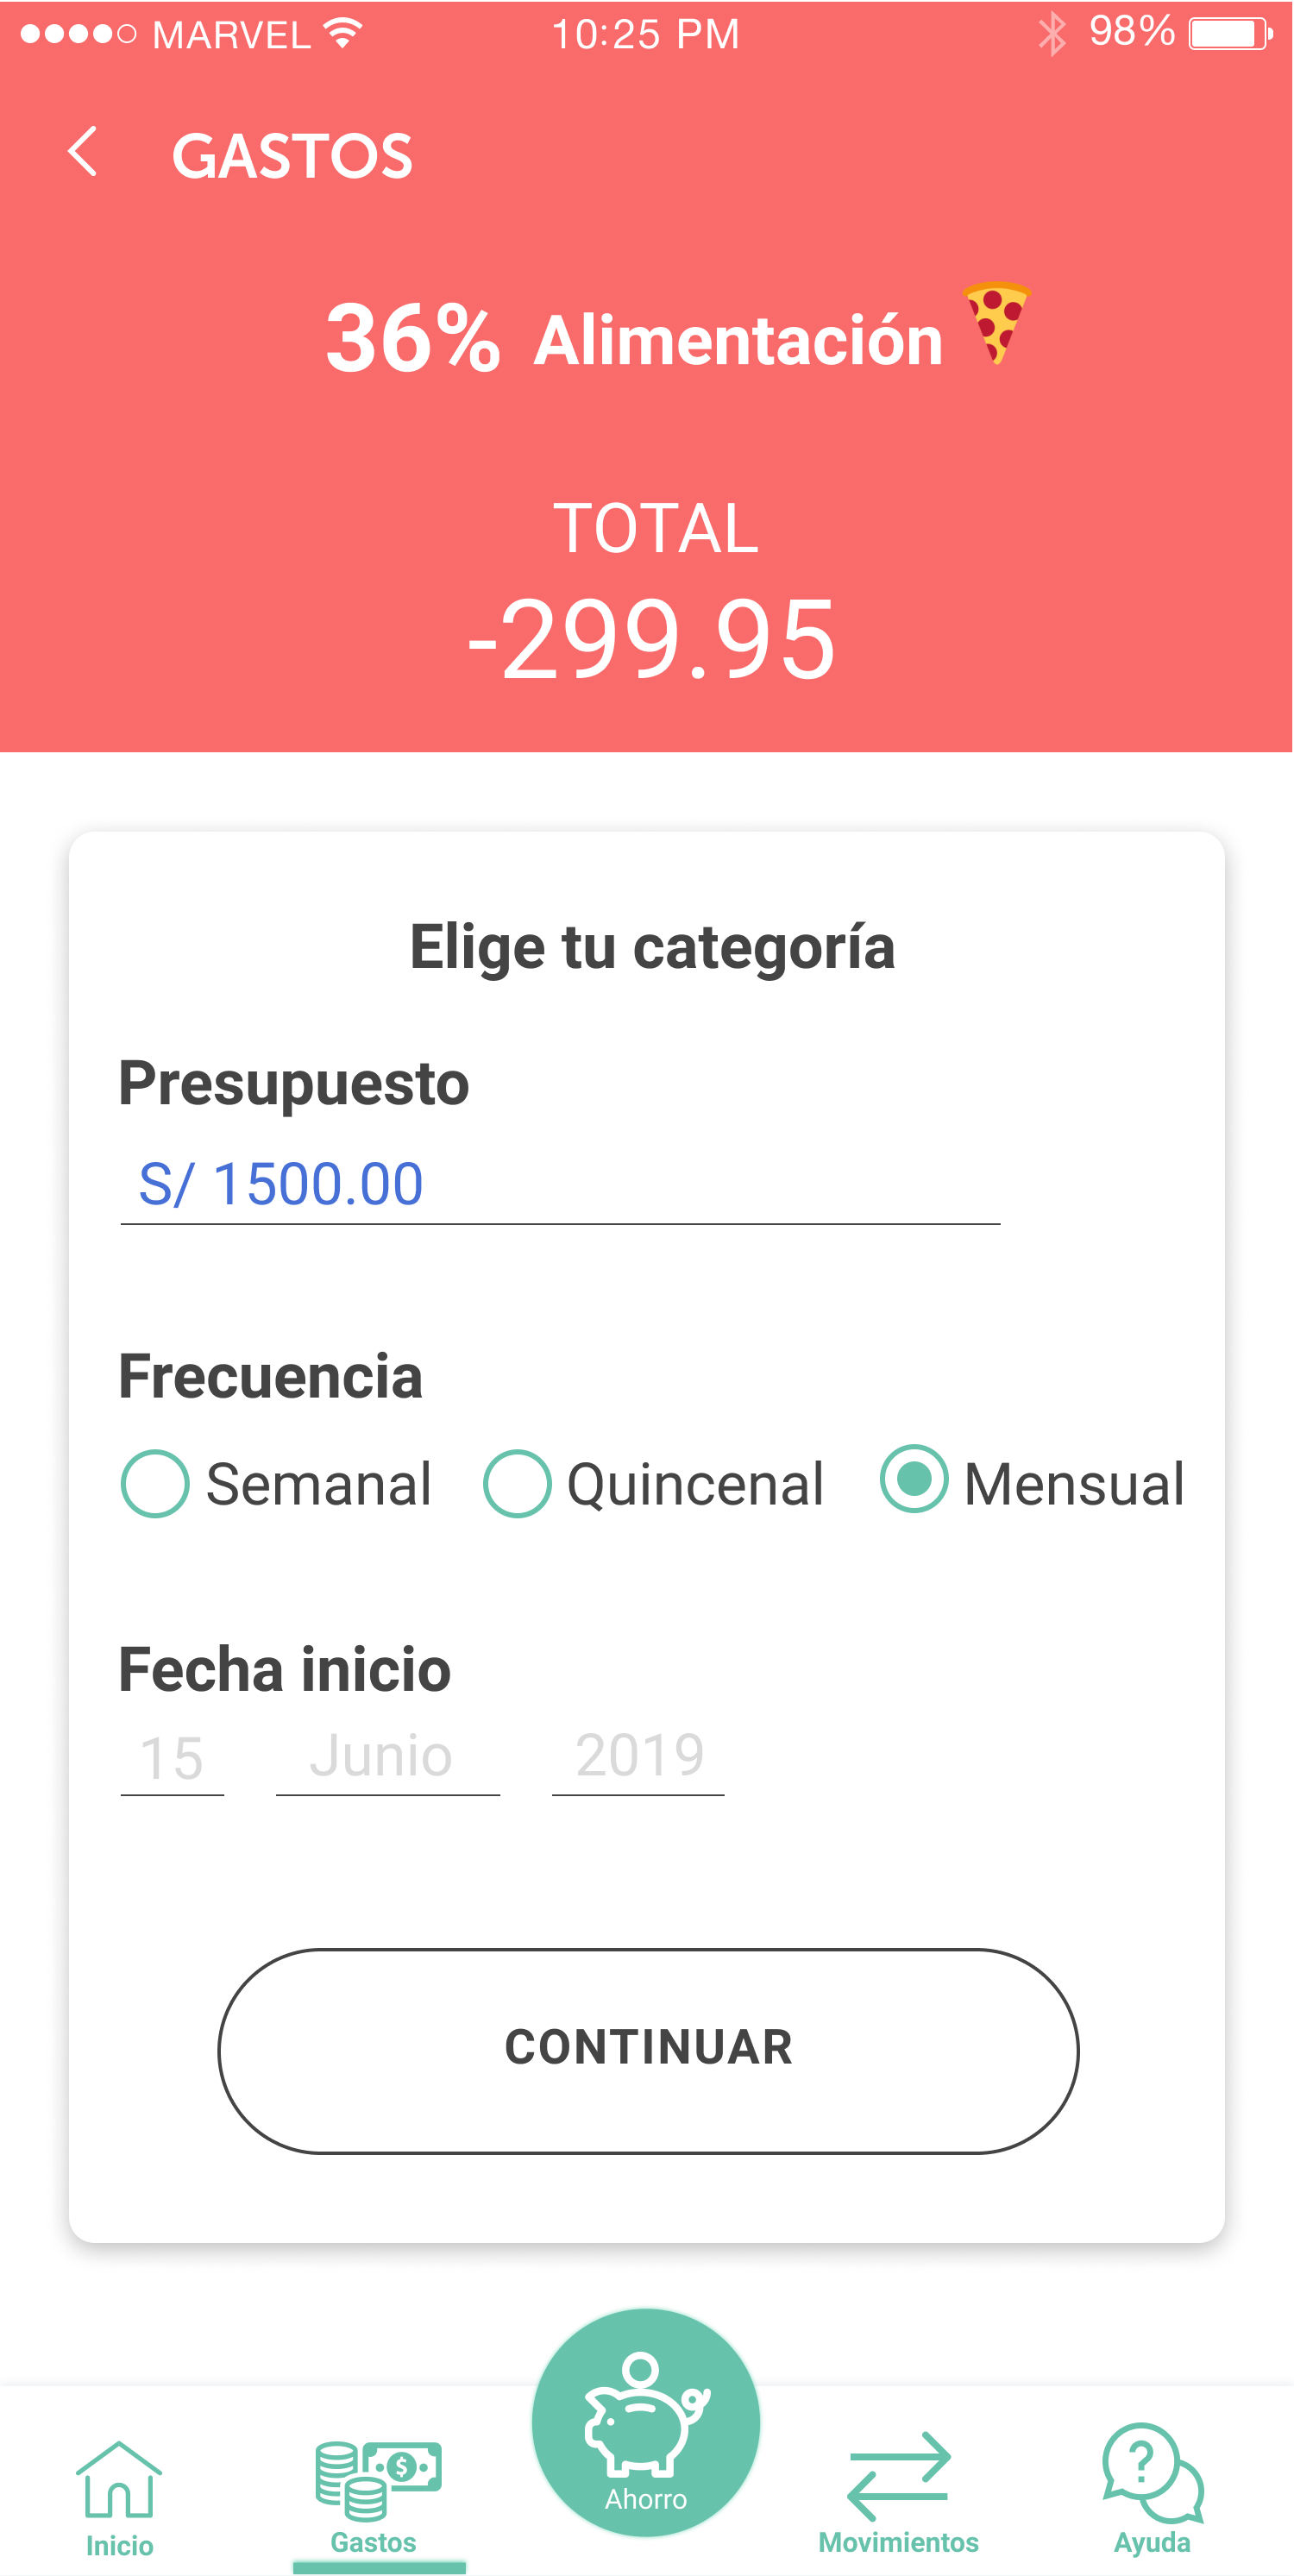 MARVEL 10:25 PM 98%
GASTOS
36% Alimentación
TOTAL
-299.95
Elige tu categoría
Presupuesto
S/ 1500.00
Frecuencia
Semanal Quincenal Mensual
Fecha inicio
15 Junio 2019
CONTINUAR
Ahorro
Inicio Gastos Movimientos Ayuda